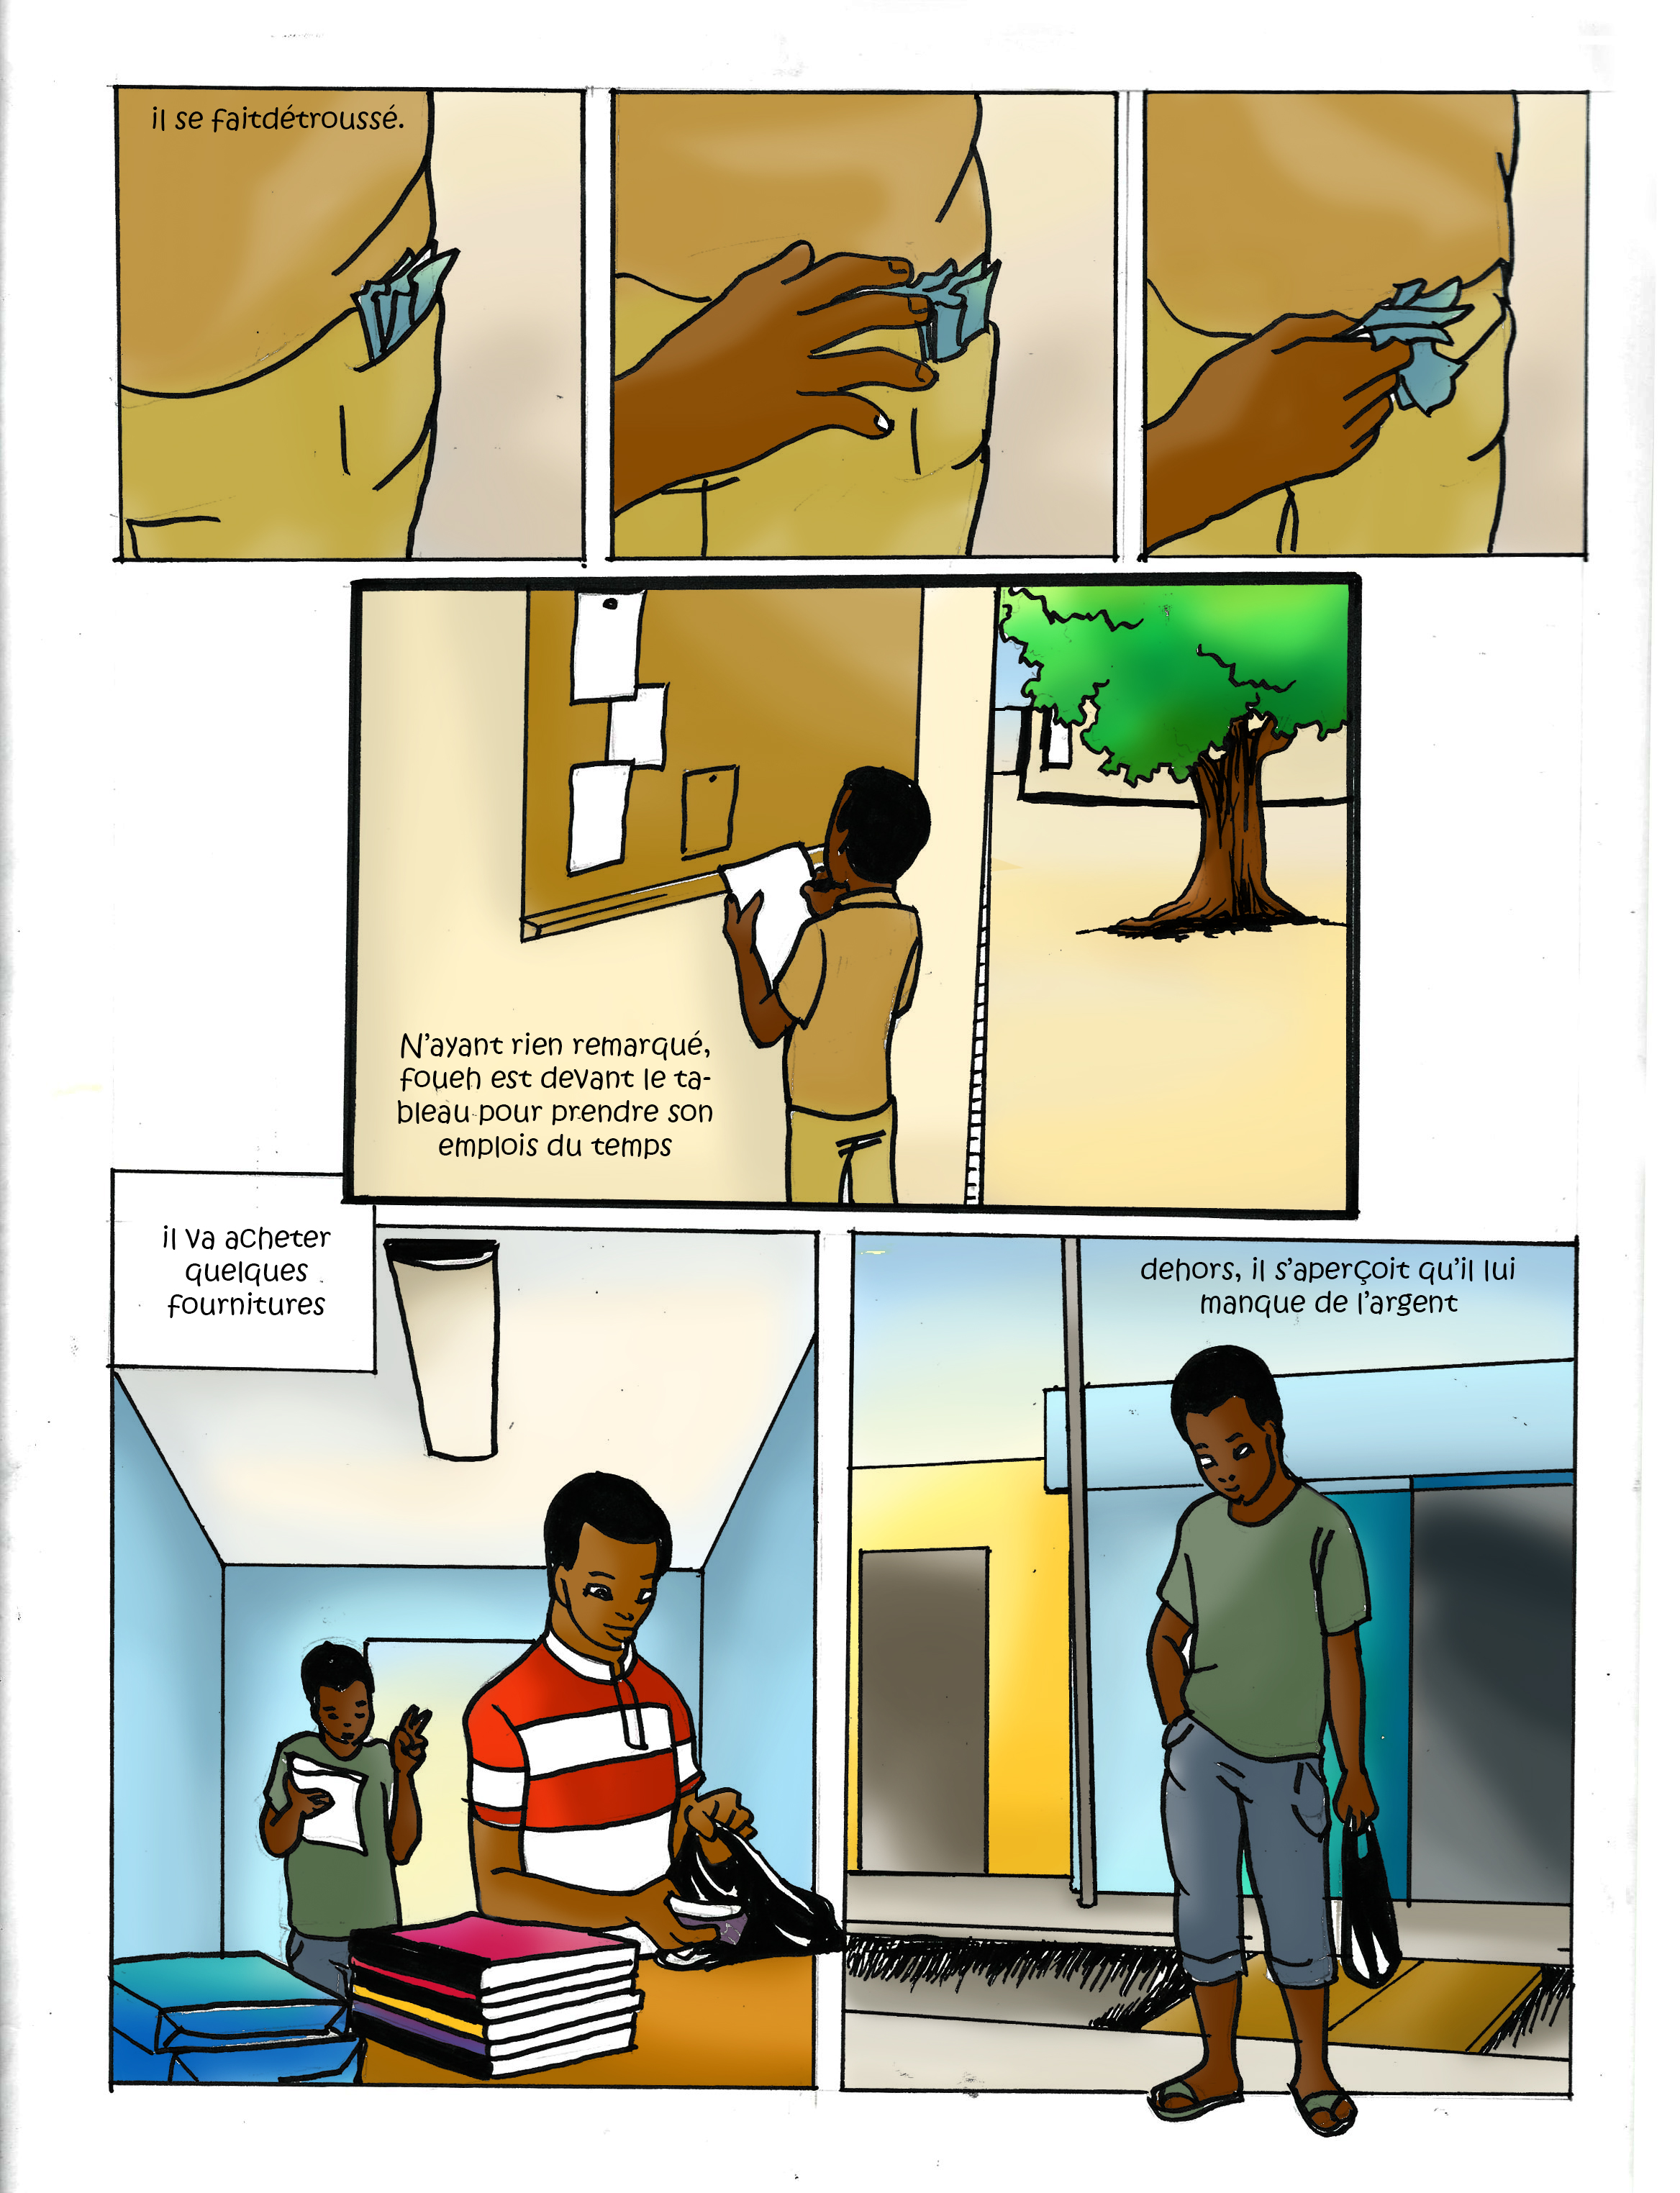 il se faitdétroussé.
N'ayant rien remarqué,
foueh est devant le ta-
bleau pour prendre son
emplois du temps
il va acheter
quelques
fournitures
dehors, il s'aperçoit qu'il lui
manque de l'argent